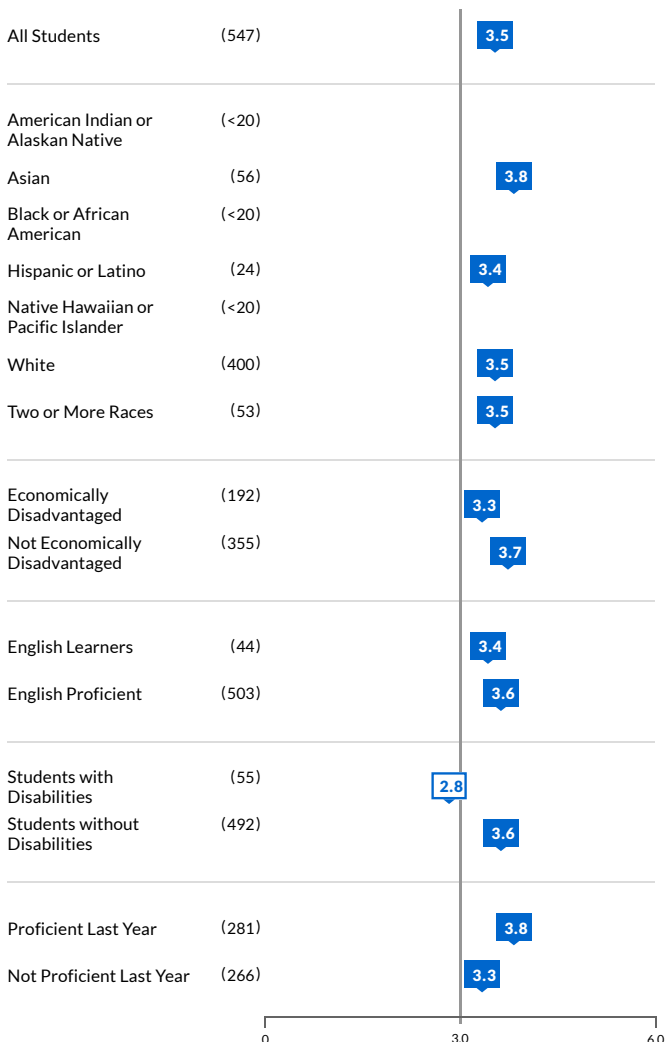 All Students (547) 3.5
American Indian or (<20)
Alaskan Native
Asian (56) 3.8
Black or African (<20)
American
Hispanic or Latino (24) 3.4
Native Hawaiian or (<20)
Pacific Islander
White (400) 3.5
Two or More Races (53) 3.5
Economically (192) 3.3
Disadvantaged
Not Economically (355) 3.7
Disadvantaged
English Learners (44) 3.4
English Proficient (503) 3.6
Students with (55) 2.8
Disabilities
Students without (492) 3.6
Disabilities
Proficient Last Year (281) 3.8
Not Proficient Last Year (266) 3.3
0 3.0 6.0